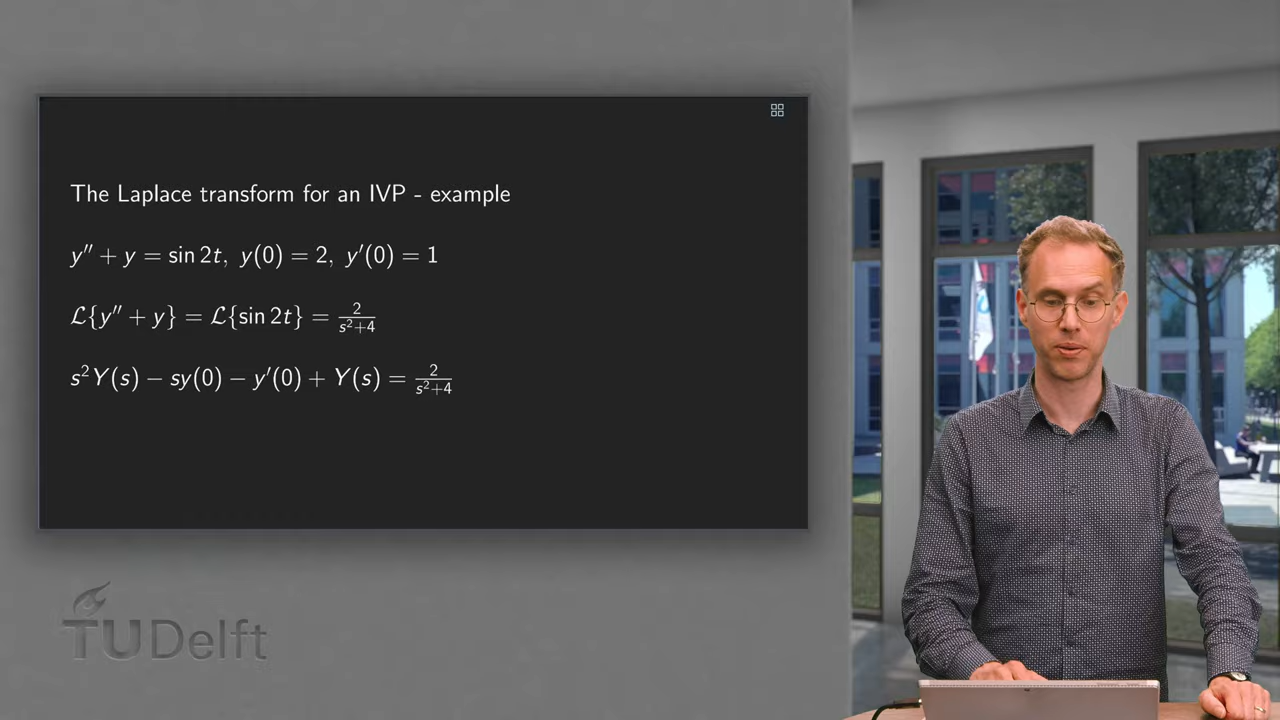 The Laplace transform for an IVP - example
y″ + y = sin 2t, y(0) = 2, y′(0) = 1
ℒ{y″ + y} = ℒ{sin 2t} = 2/(s²+4)
s²Y(s) − sy(0) − y′(0) + Y(s) = 2/(s²+4)
TUDelft